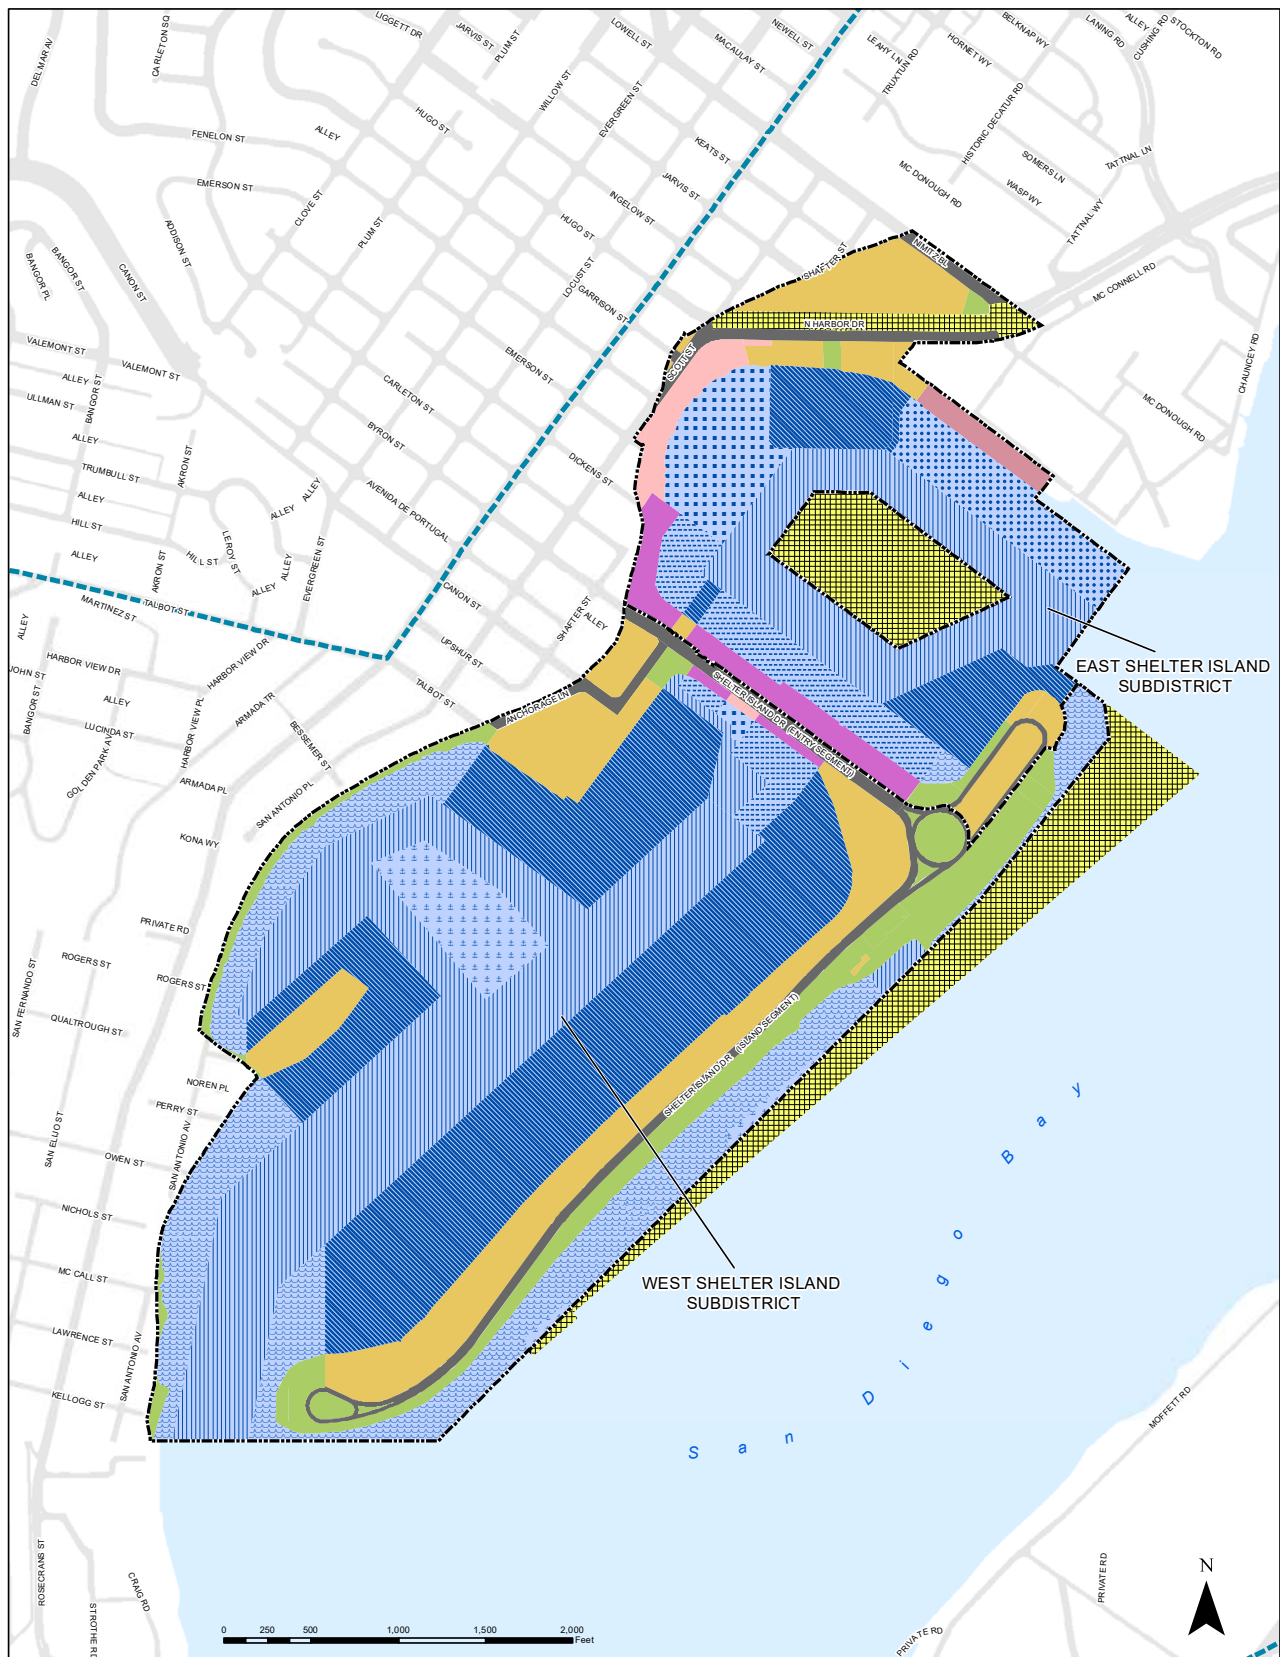 LIGGETT DR
JARVIS ST
PLUM ST
LOWELL ST
MACAULAY ST
NEWELL ST
LEAHY LN
TRUXTUN RD
HORNET WY
BELKNAP WY
LANING RD
ALLEY
CUSHING RD
STOCKTON RD
DEL MAR AV
CARLETON SQ
WILLOW ST
EVERGREEN ST
HISTORIC DECATUR RD
FENELON ST
ALLEY
HUGO ST
KEATS ST
SOMERS LN
TATTNAL LN
EMERSON ST
CLOVE ST
JARVIS ST
MC DONOUGH RD
WASP WY
INGELOW ST
TATTNAL WY
ADDISON ST
PLUM ST
HUGO ST
BANGOR ST
BANGOR PL
CANON ST
LOCUST ST
GARRISON ST
SHAFTER ST
NIMITZ BL
MC CONNELL RD
N HARBOR DR
SCOTT ST
VALEMONT ST
VALEMONT ST
ALLEY
ULLMAN ST
BANGOR ST
EMERSON ST
CARLETON ST
CHAUNCEY RD
MC DONOUGH RD
BYRON ST
ALLEY
AKRON ST
TRUMBULL ST
DICKENS ST
ALLEY
ALLEY
ALLEY
AVENIDA DE PORTUGAL
HILL ST
LEROY ST
ALLEY
HILL ST
AKRON ST
ALLEY
ALLEY
EVERGREEN ST
CANON ST
MARTINEZ ST
TALBOT ST
SHAFTER ST
ALLEY
ALLEY
HARBOR VIEW DR
HARBOR VIEW DR
UPSHUR ST
JOHN ST
BANGOR ST
ALLEY
LUCINDA ST
HARBOR VIEW PL
ARMADA TR
TALBOT ST
ANCHORAGE LN
SHELTER ISLAND DR (ENTRY SEGMENT)
EAST SHELTER ISLAND
SUBDISTRICT
BESSEMER ST
GOLDEN PARK AV
ARMADA PL
SAN ANTONIO PL
KONA WY
PRIVATE RD
ROGERS ST
ROGERS ST
SAN FERNANDO ST
QUALTROUGH ST
SHELTER ISLAND DR (ISLAND SEGMENT)
NOREN PL
PERRY ST
SAN ELIJO ST
OWEN ST
SAN ANTONIO AV
NICHOLS ST
MC CALL ST
WEST SHELTER ISLAND
SUBDISTRICT
LAWRENCE ST
SAN ANTONIO AV
KELLOGG ST
San Diego Bay
MOFFETT RD
ROSECRANS ST
CRAIG RD
STROTHE RD
PRIVATE RD
PRIVATE RD
N
0 250 500 1,000 1,500 2,000
Feet